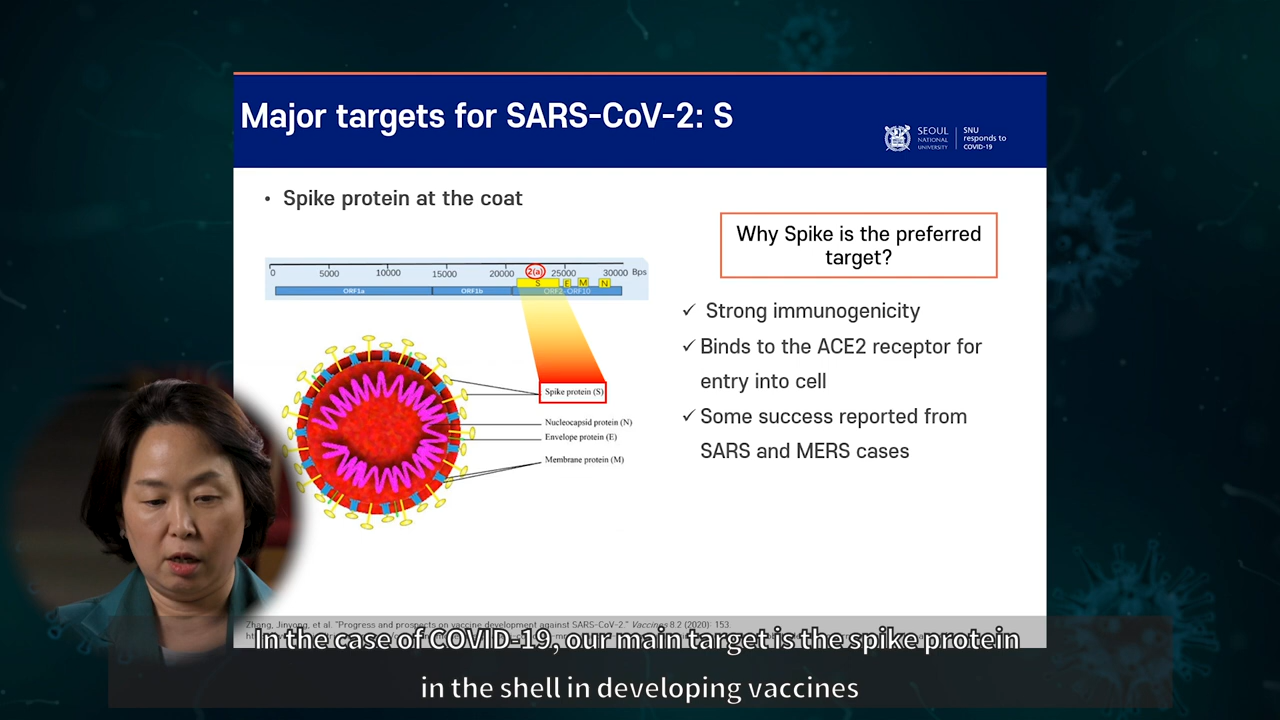 Major targets for SARS-CoV-2: S
SEOUL
NATIONAL
UNIVERSITY
SNU
responds to
COVID-19
• Spike protein at the coat
Why Spike is the preferred
target?
0 5000 10000 15000 20000 2(a) 25000 30000 Bps
S E M N
ORF1a ORF1b ORF2-ORF10
Spike protein (S)
Nucleocapsid protein (N)
Envelope protein (E)
Membrane protein (M)
✓ Strong immunogenicity
✓ Binds to the ACE2 receptor for
entry into cell
✓ Some success reported from
SARS and MERS cases
Zhang, Jinyong, et al. "Progress and prospects on vaccine development against SARS-CoV-2." Vaccines 8.2 (2020): 153.
In the case of COVID-19, our main target is the spike protein
in the shell in developing vaccines